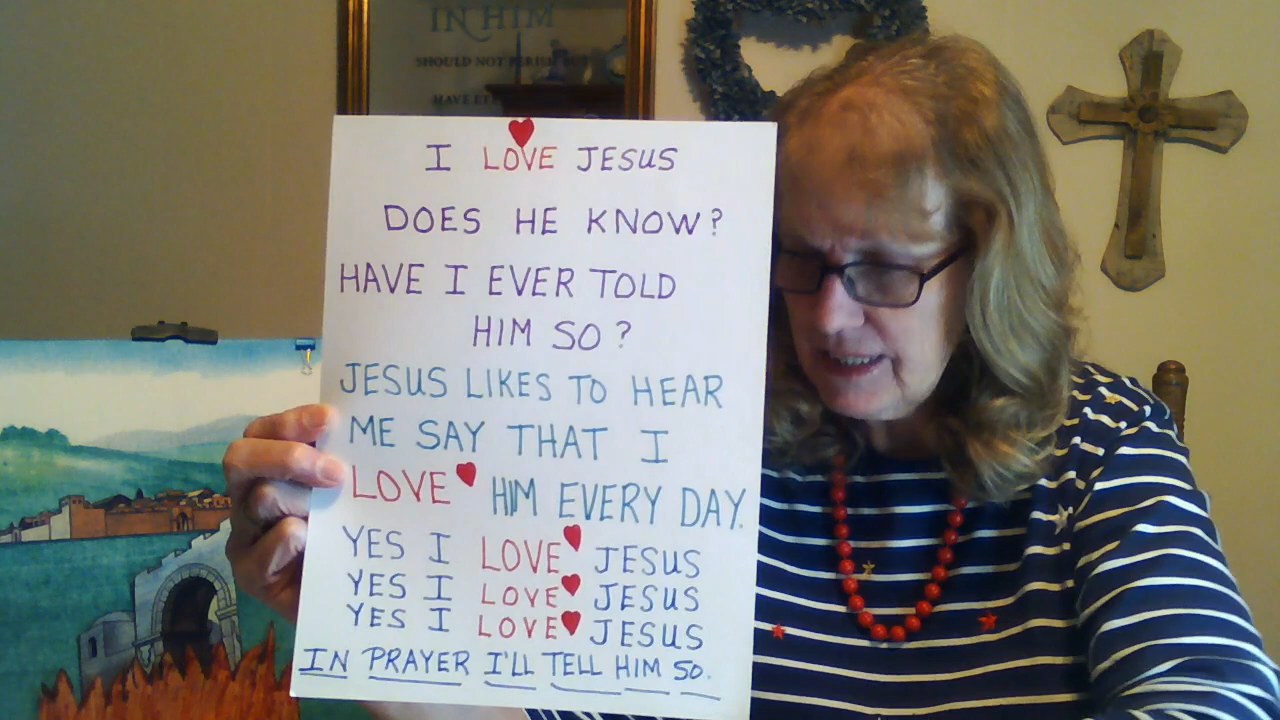 IN HIM
SHOULD NOT PERISH BUT
HAVE
I LOVE JESUS
DOES HE KNOW?
HAVE I EVER TOLD
HIM SO?
JESUS LIKES TO HEAR
ME SAY THAT I
LOVE HIM EVERY DAY.
YES I LOVE JESUS
YES I LOVE JESUS
YES I LOVE JESUS
IN PRAYER I'LL TELL HIM SO.